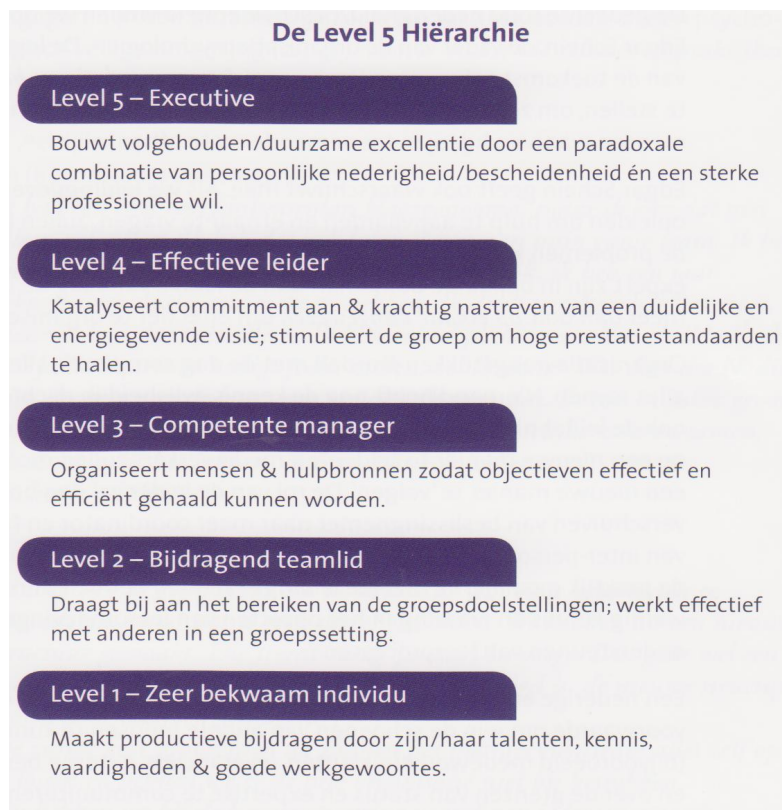 De Level 5 Hiërarchie
Level 5 – Executive
Bouwt volgehouden/duurzame excellentie door een paradoxale
combinatie van persoonlijke nederigheid/bescheidenheid én een sterke
professionele wil.
Level 4 – Effectieve leider
Katalyseert commitment aan & krachtig nastreven van een duidelijke en
energiegevende visie; stimuleert de groep om hoge prestatiestandaarden
te halen.
Level 3 – Competente manager
Organiseert mensen & hulpbronnen zodat objectieven effectief en
efficiënt gehaald kunnen worden.
Level 2 – Bijdragend teamlid
Draagt bij aan het bereiken van de groepsdoelstellingen; werkt effectief
met anderen in een groepssetting.
Level 1 – Zeer bekwaam individu
Maakt productieve bijdragen door zijn/haar talenten, kennis,
vaardigheden & goede werkgewoontes.